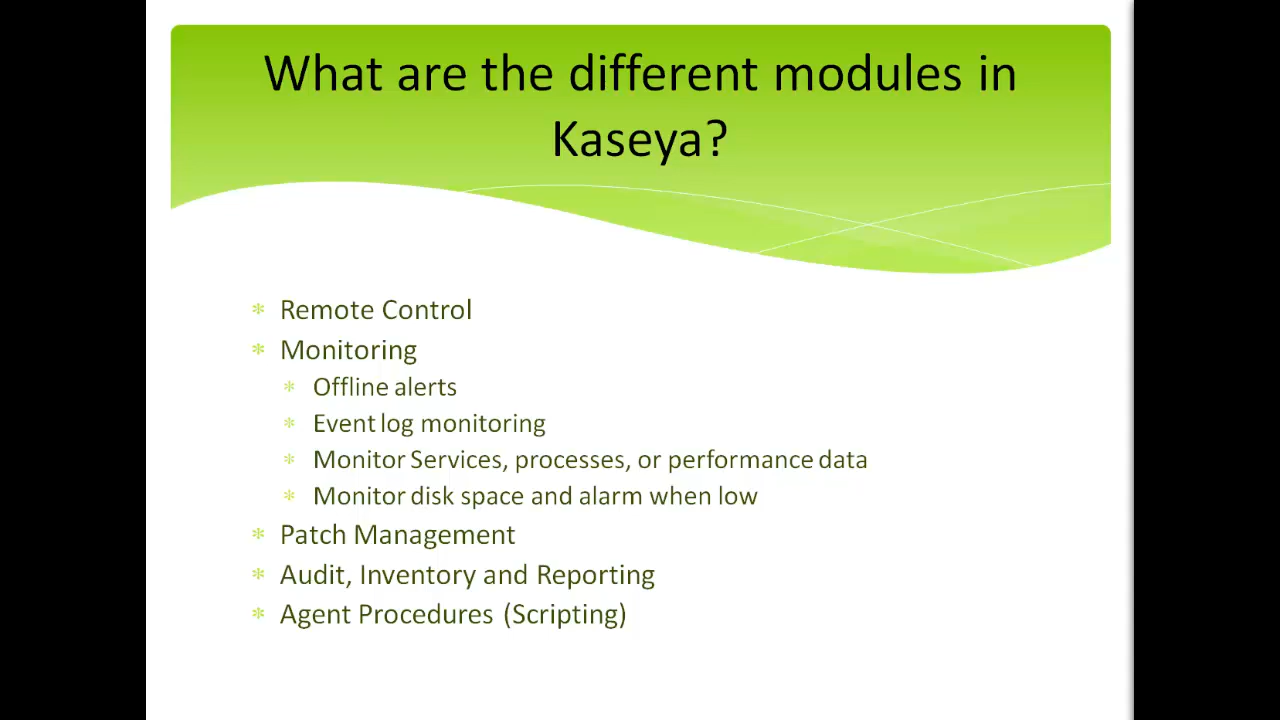 What are the different modules in
Kaseya?
Remote Control
Monitoring
Offline alerts
Event log monitoring
Monitor Services, processes, or performance data
Monitor disk space and alarm when low
Patch Management
Audit, Inventory and Reporting
Agent Procedures (Scripting)